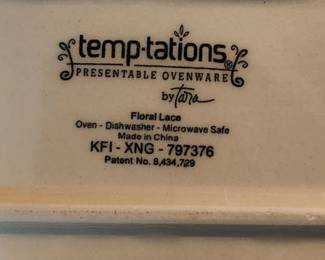 temp-tations®
PRESENTABLE OVENWARE
by Tara
Floral Lace
Oven - Dishwasher - Microwave Safe
Made in China
KFI - XNG - 797376
Patent No. 8,434,729